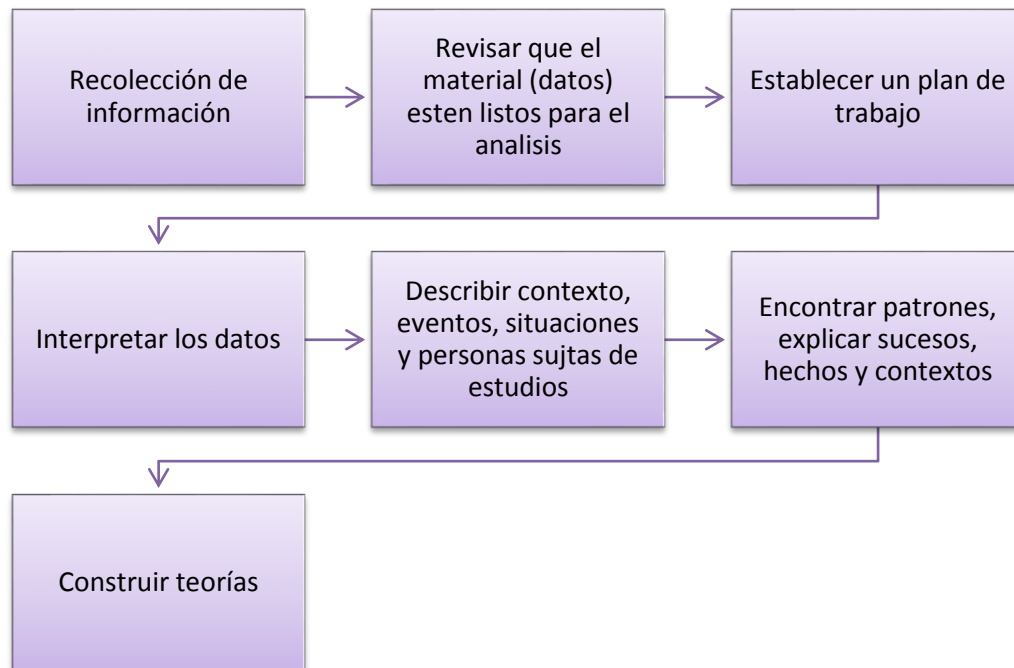 Recolección de
información
Revisar que el
material (datos)
esten listos para el
analisis
Establecer un plan de
trabajo
Interpretar los datos
Describir contexto,
eventos, situaciones
y personas sujtas de
estudios
Encontrar patrones,
explicar sucesos,
hechos y contextos
Construir teorías